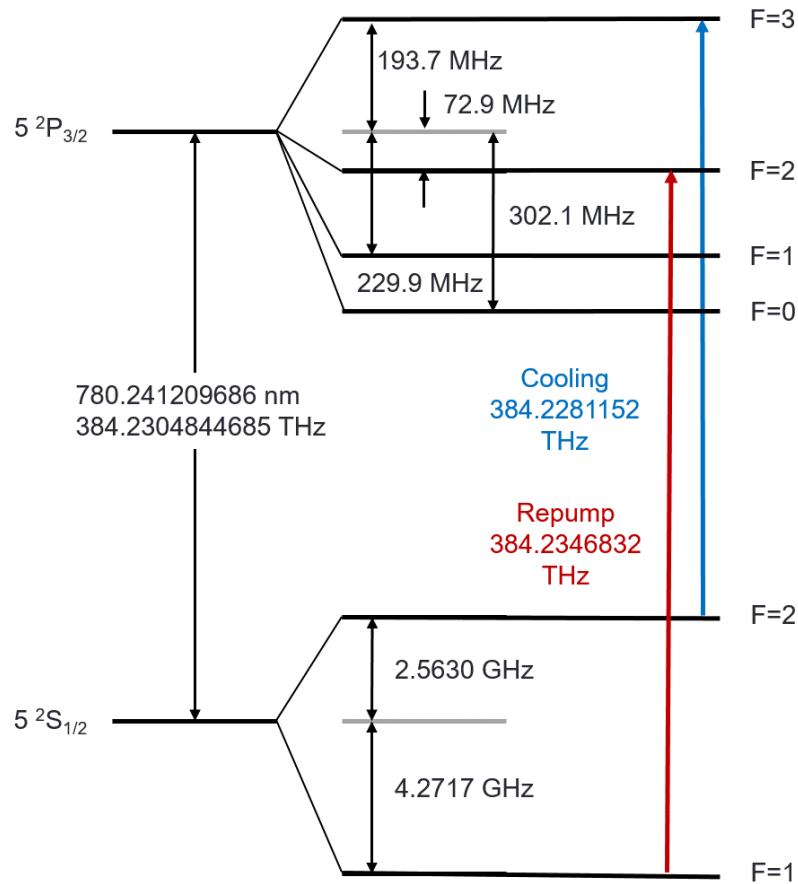 F=3
193.7 MHz
72.9 MHz
5 ²P₃/₂
F=2
302.1 MHz
F=1
229.9 MHz
F=0
Cooling
384.2281152
THz
780.241209686 nm
384.2304844685 THz
Repump
384.2346832
THz
F=2
2.5630 GHz
5 ²S₁/₂
4.2717 GHz
F=1